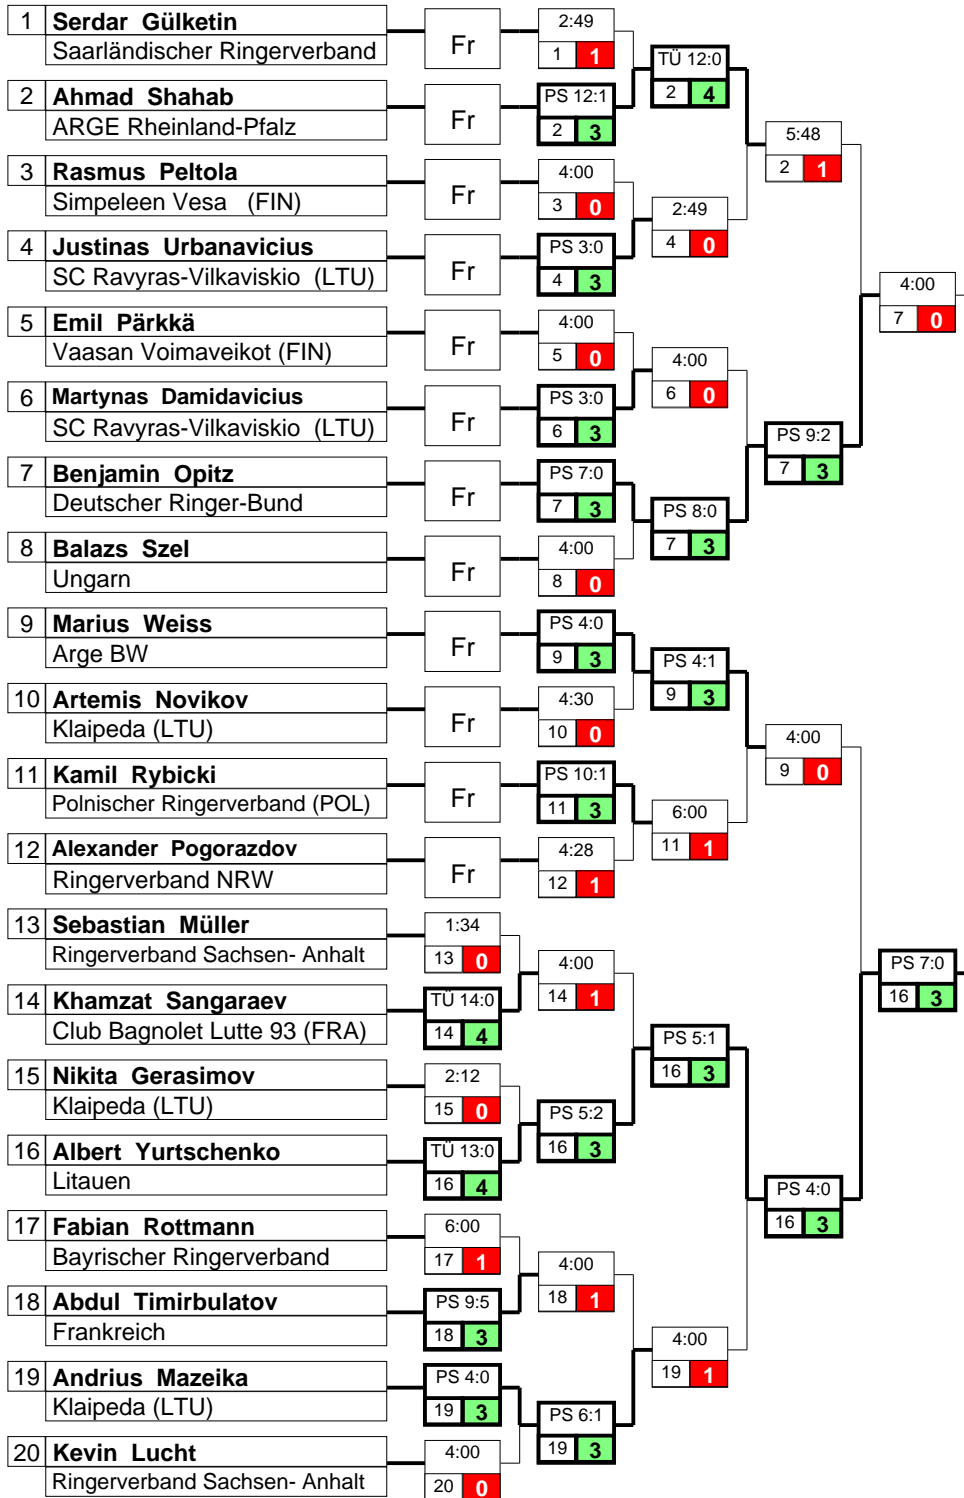 1 Serdar Gülketin
Saarländischer Ringerverband
Fr
2:49
1 1
TÜ 12:0
2 4
2 Ahmad Shahab
ARGE Rheinland-Pfalz
Fr
PS 12:1
2 3
5:48
2 1
3 Rasmus Peltola
Simpeleen Vesa (FIN)
Fr
4:00
3 0
2:49
4 0
4 Justinas Urbanavicius
SC Ravyras-Vilkaviskio (LTU)
Fr
PS 3:0
4 3
4:00
7 0
5 Emil Pärkkä
Vaasan Voimaveikot (FIN)
Fr
4:00
5 0
4:00
6 0
6 Martynas Damidavicius
SC Ravyras-Vilkaviskio (LTU)
Fr
PS 3:0
6 3
PS 9:2
7 3
7 Benjamin Opitz
Deutscher Ringer-Bund
Fr
PS 7:0
7 3
PS 8:0
7 3
8 Balazs Szel
Ungarn
Fr
4:00
8 0
9 Marius Weiss
Arge BW
Fr
PS 4:0
9 3
PS 4:1
9 3
10 Artemis Novikov
Klaipeda (LTU)
Fr
4:30
10 0
4:00
9 0
11 Kamil Rybicki
Polnischer Ringerverband (POL)
Fr
PS 10:1
11 3
6:00
11 1
12 Alexander Pogorazdov
Ringerverband NRW
Fr
4:28
12 1
13 Sebastian Müller
Ringerverband Sachsen- Anhalt
1:34
13 0
4:00
14 1
PS 7:0
16 3
14 Khamzat Sangaraev
Club Bagnolet Lutte 93 (FRA)
TÜ 14:0
14 4
PS 5:1
16 3
15 Nikita Gerasimov
Klaipeda (LTU)
2:12
15 0
PS 5:2
16 3
16 Albert Yurtschenko
Litauen
TÜ 13:0
16 4
PS 4:0
16 3
17 Fabian Rottmann
Bayrischer Ringerverband
6:00
17 1
4:00
18 1
18 Abdul Timirbulatov
Frankreich
PS 9:5
18 3
4:00
19 1
19 Andrius Mazeika
Klaipeda (LTU)
PS 4:0
19 3
PS 6:1
19 3
20 Kevin Lucht
Ringerverband Sachsen- Anhalt
4:00
20 0